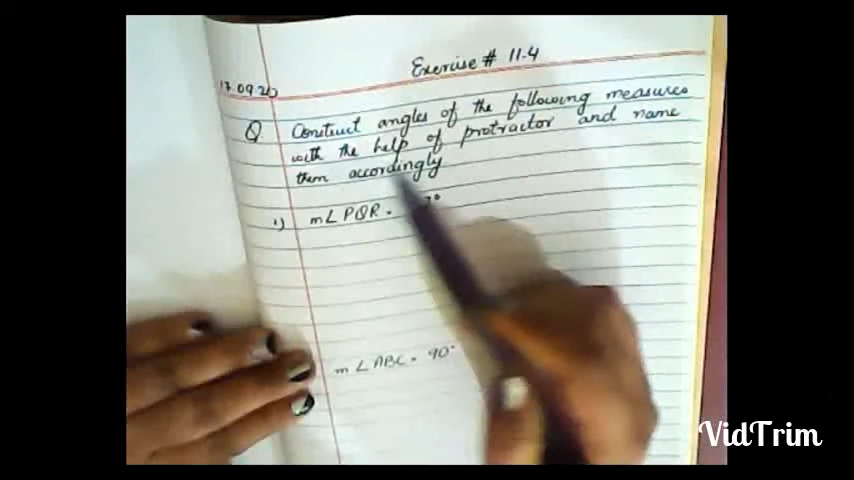 Exercise # 11.4
17.09.20
Q Construct angles of the following measures
with the help of protractor and name
them accordingly
1) m∠PQR =
m∠ABC = 90°
VidTrim